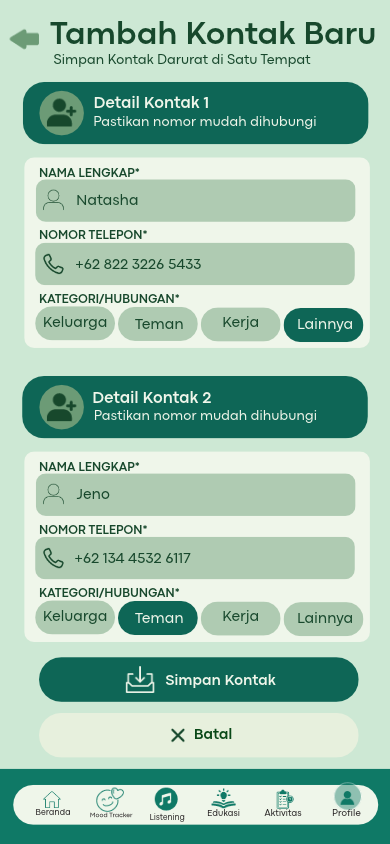 Tambah Kontak Baru
Simpan Kontak Darurat di Satu Tempat
Detail Kontak 1
Pastikan nomor mudah dihubungi
NAMA LENGKAP*
Natasha
NOMOR TELEPON*
+62 822 3226 5433
KATEGORI/HUBUNGAN*
Keluarga Teman Kerja Lainnya
Detail Kontak 2
Pastikan nomor mudah dihubungi
NAMA LENGKAP*
Jeno
NOMOR TELEPON*
+62 134 4532 6117
KATEGORI/HUBUNGAN*
Keluarga Teman Kerja Lainnya
Simpan Kontak
Batal
Beranda Mood Tracker Listening Edukasi Aktivitas Profile